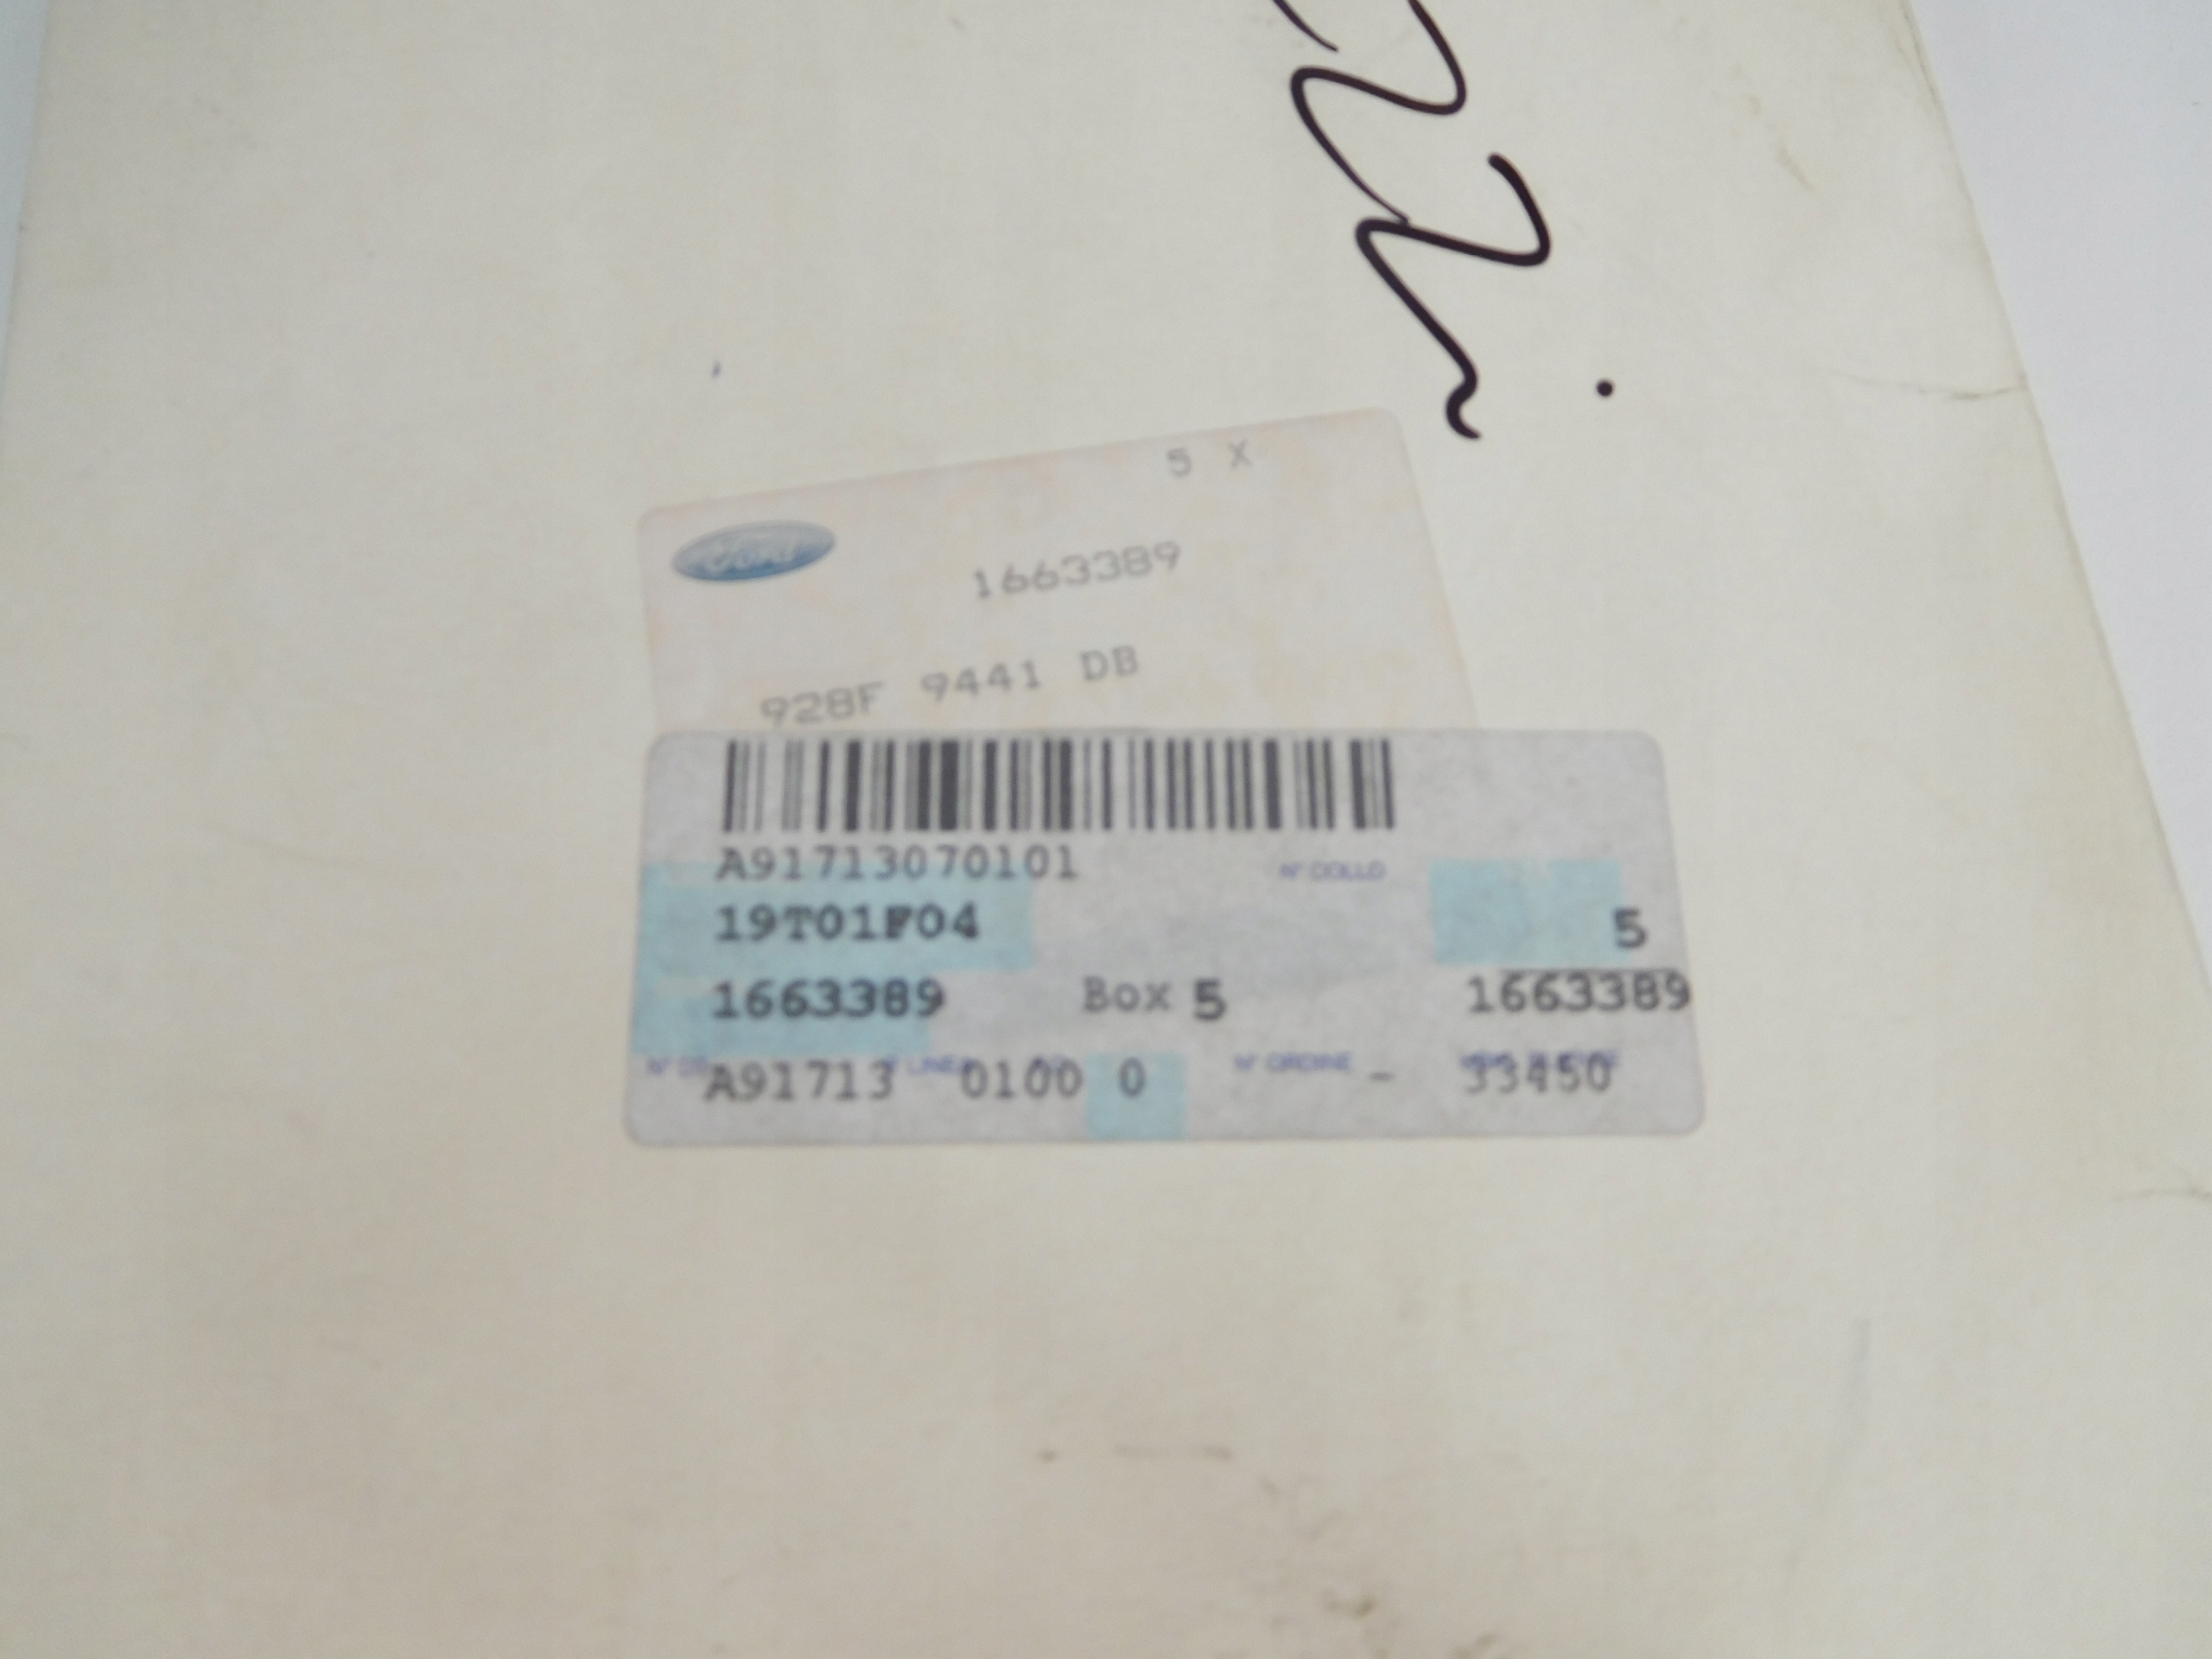 5 X
Ford
1663389
928F 9441 DB
A91713070101
N° COLLO
19T01F04
5
1663389 Box 5 1663389
N° LINEA N° ORDINE
A91713 0100 0 - 33450